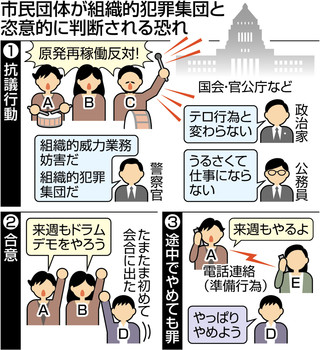 市民団体が組織的犯罪集団と
恣意的に判断される恐れ
❶抗議行動
原発再稼働反対!
A
B
C
国会・官公庁など
テロ行為と
変わらない
政治家
組織的威力業務
妨害だ
組織的犯罪
集団だ
警察官
うるさくて
仕事になら
ない
公務員
❷合意
来週もドラム
デモをやろう
A
B
D
たまたま初めて
会合に出た
❸途中でやめても罪
来週もやるよ
A
電話連絡
(準備行為)
E
やっぱり
やめよう
D